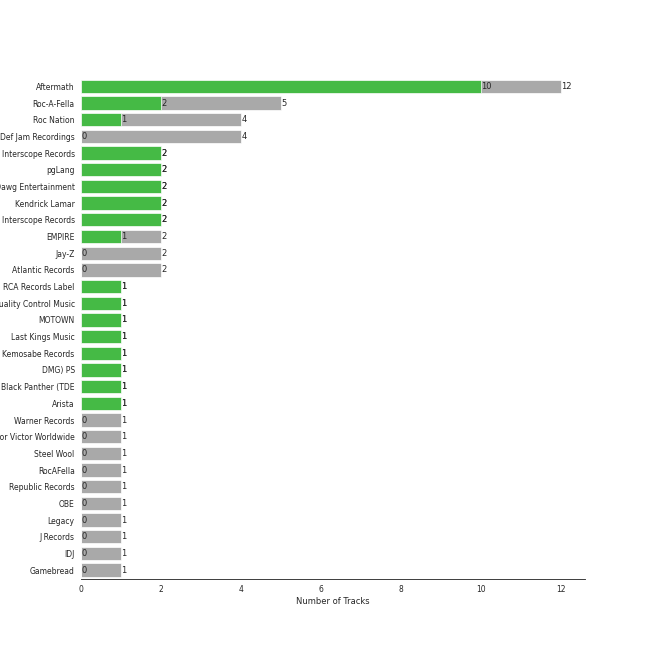 Aftermath 10 12
Roc-A-Fella 2 5
Roc Nation 1 4
Def Jam Recordings 0 4
Interscope Records 2
pgLang 2
Dawg Entertainment 2
Kendrick Lamar 2
Interscope Records 2
EMPIRE 1 2
Jay-Z 0 2
Atlantic Records 0 2
RCA Records Label 1
uality Control Music 1
MOTOWN 1
Last Kings Music 1
Kemosabe Records 1
DMG) PS 1
Black Panther (TDE 1
Arista 1
Warner Records 0 1
or Victor Worldwide 0 1
Steel Wool 0 1
RocAFella 0 1
Republic Records 0 1
OBE 0 1
Legacy 0 1
J Records 0 1
IDJ 0 1
Gamebread 0 1
0 2 4 6 8 10 12
Number of Tracks